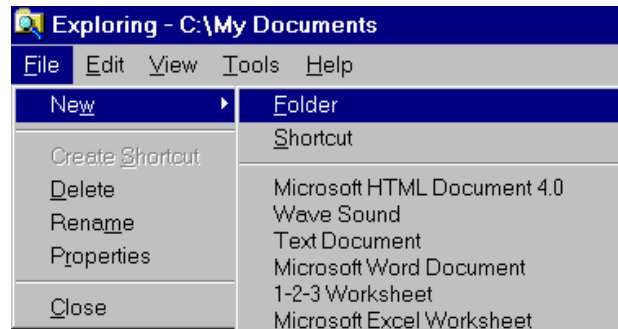 Exploring - C:\My Documents
File Edit View Tools Help
New
Create Shortcut
Delete
Rename
Properties
Close
Folder
Shortcut
Microsoft HTML Document 4.0
Wave Sound
Text Document
Microsoft Word Document
1-2-3 Worksheet
Microsoft Excel Worksheet